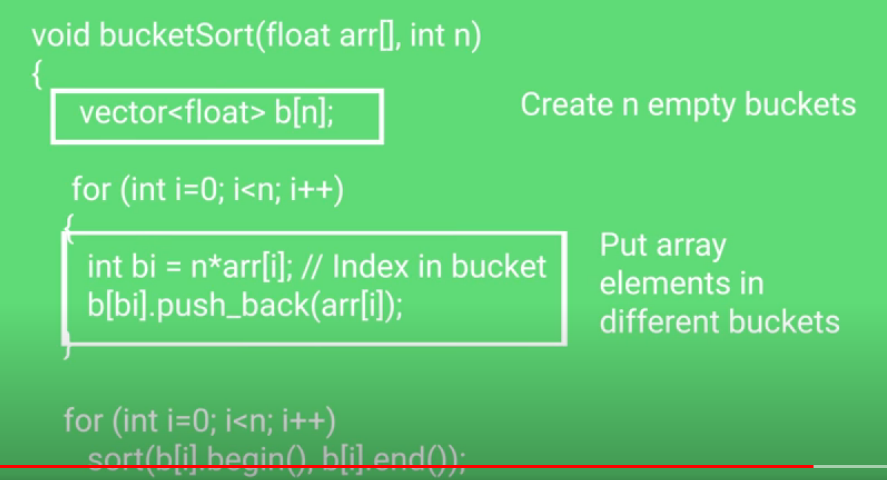 void bucketSort(float arr[], int n)
{
vector<float> b[n];
Create n empty buckets
for (int i=0; i<n; i++)
{
int bi = n*arr[i]; // Index in bucket
b[bi].push_back(arr[i]);
}
Put array
elements in
different buckets
for (int i=0; i<n; i++)
sort(b[i].begin(), b[i].end());